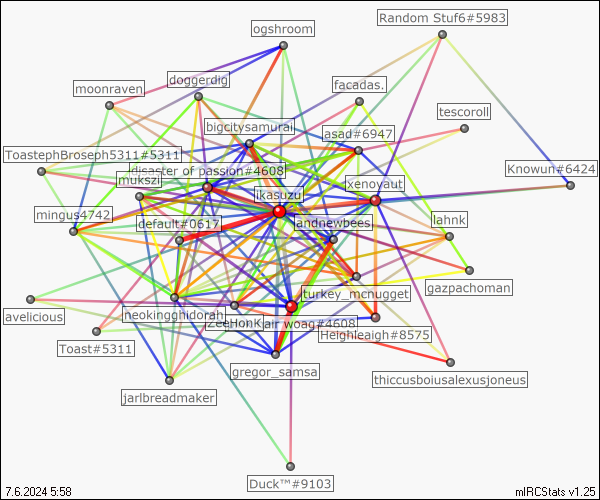 Random Stuf6#5983
ogshroom
doggerdig
facadas.
moonraven
tescoroll
bigcitysamurai
asad#6947
ToastephBroseph5311#5311
disaster of passion#4608
Knowun#6424
mukszi
xenovaut
ikasuzu
mingus4742
default#0617
landnewbees
lahnk
gazpachoman
turkey_mcnugget
avelicious
neokingghidorah
ZeeHonk
air woag#4608
Heighleaigh#8575
Toast#5311
gregor_samsa
thiccusboiusalexusjoneus
jarlbreadmaker
Duck™#9103
7.6.2024 5:58
mIRCStats v1.25